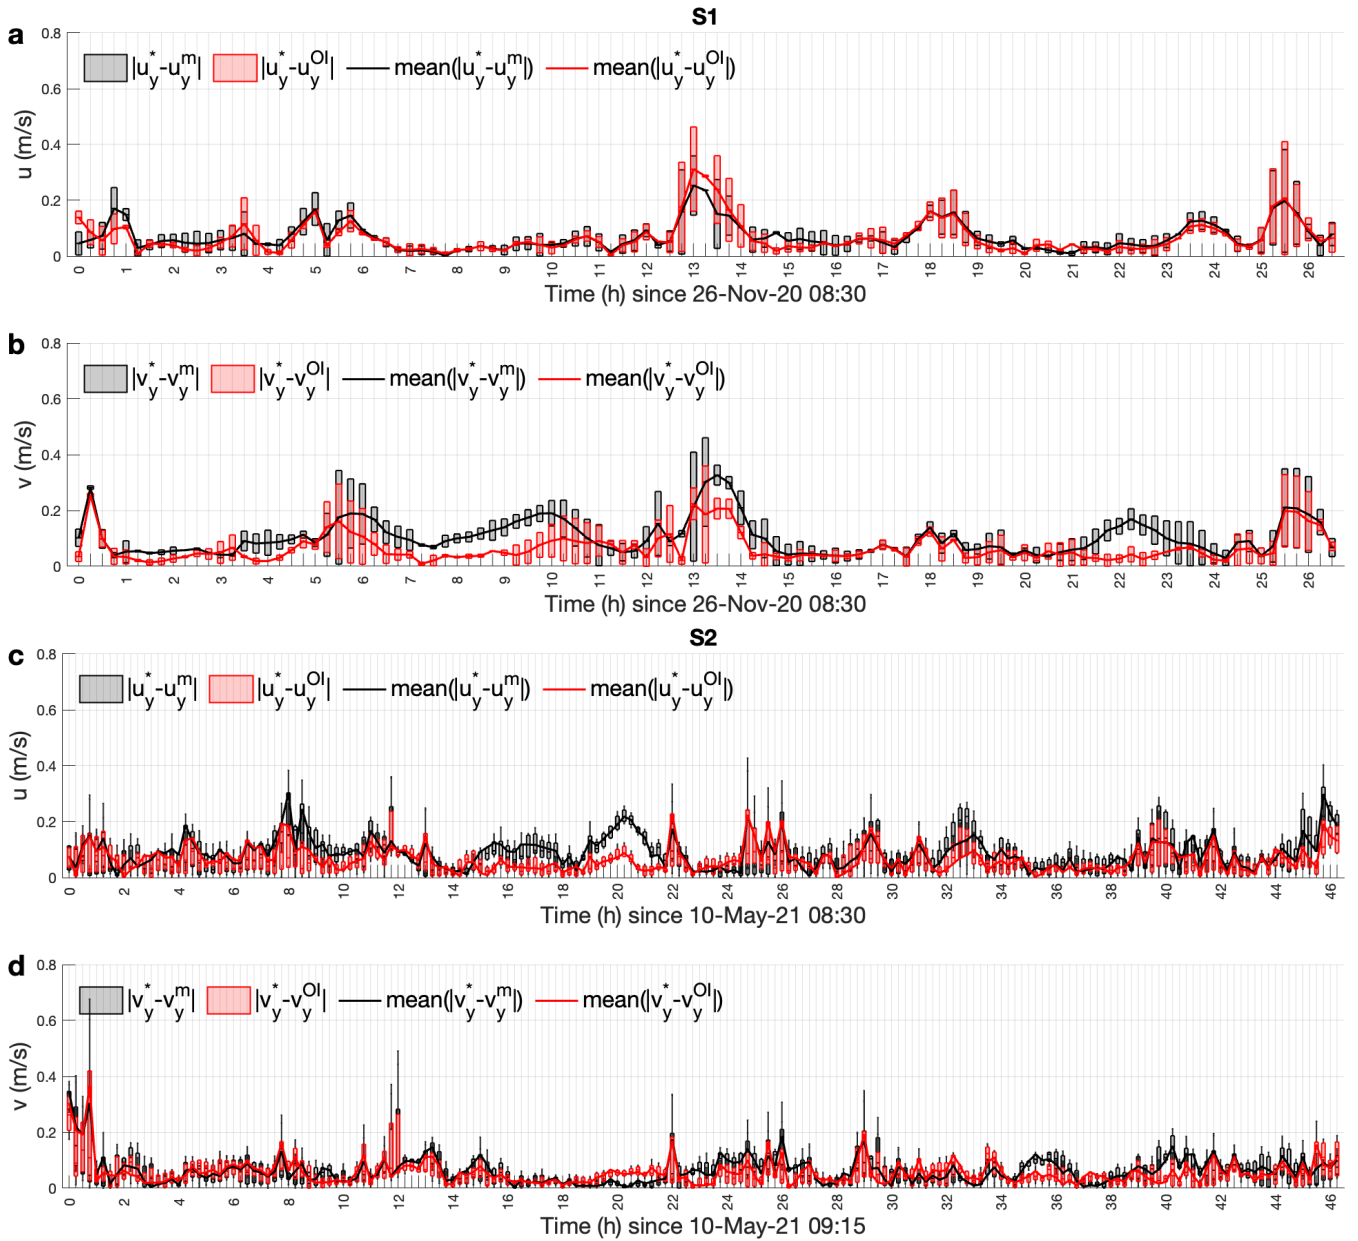 S1
a
0.8
|u*y-umy| |u*y-uOIy| mean(|u*y-umy|) mean(|u*y-uOIy|)
0.6
u (m/s)
0.4
0.2
0
0 1 2 3 4 5 6 7 8 9 10 11 12 13 14 15 16 17 18 19 20 21 22 23 24 25 26
Time (h) since 26-Nov-20 08:30
b
0.8
|v*y-vmy| |v*y-vOIy| mean(|v*y-vmy|) mean(|v*y-vOIy|)
0.6
v (m/s)
0.4
0.2
0
0 1 2 3 4 5 6 7 8 9 10 11 12 13 14 15 16 17 18 19 20 21 22 23 24 25 26
Time (h) since 26-Nov-20 08:30
S2
c
0.8
|u*y-umy| |u*y-uOIy| mean(|u*y-umy|) mean(|u*y-uOIy|)
0.6
u (m/s)
0.4
0.2
0
0 2 4 6 8 10 12 14 16 18 20 22 24 26 28 30 32 34 36 38 40 42 44 46
Time (h) since 10-May-21 08:30
d
0.8
|v*y-vmy| |v*y-vOIy| mean(|v*y-vmy|) mean(|v*y-vOIy|)
0.6
v (m/s)
0.4
0.2
0
0 2 4 6 8 10 12 14 16 18 20 22 24 26 28 30 32 34 36 38 40 42 44 46
Time (h) since 10-May-21 09:15